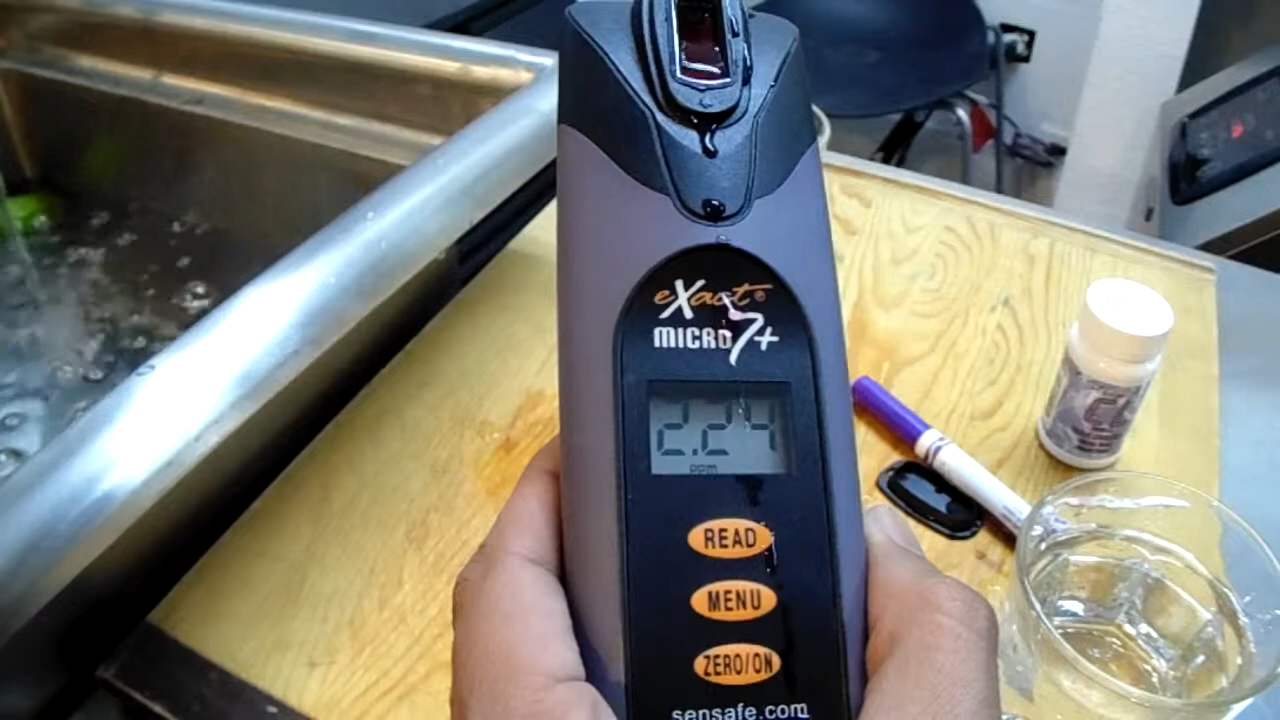 eXact®
MICRO 7+
2.24
PPM
READ
MENU
ZERO/ON
sensafe.com